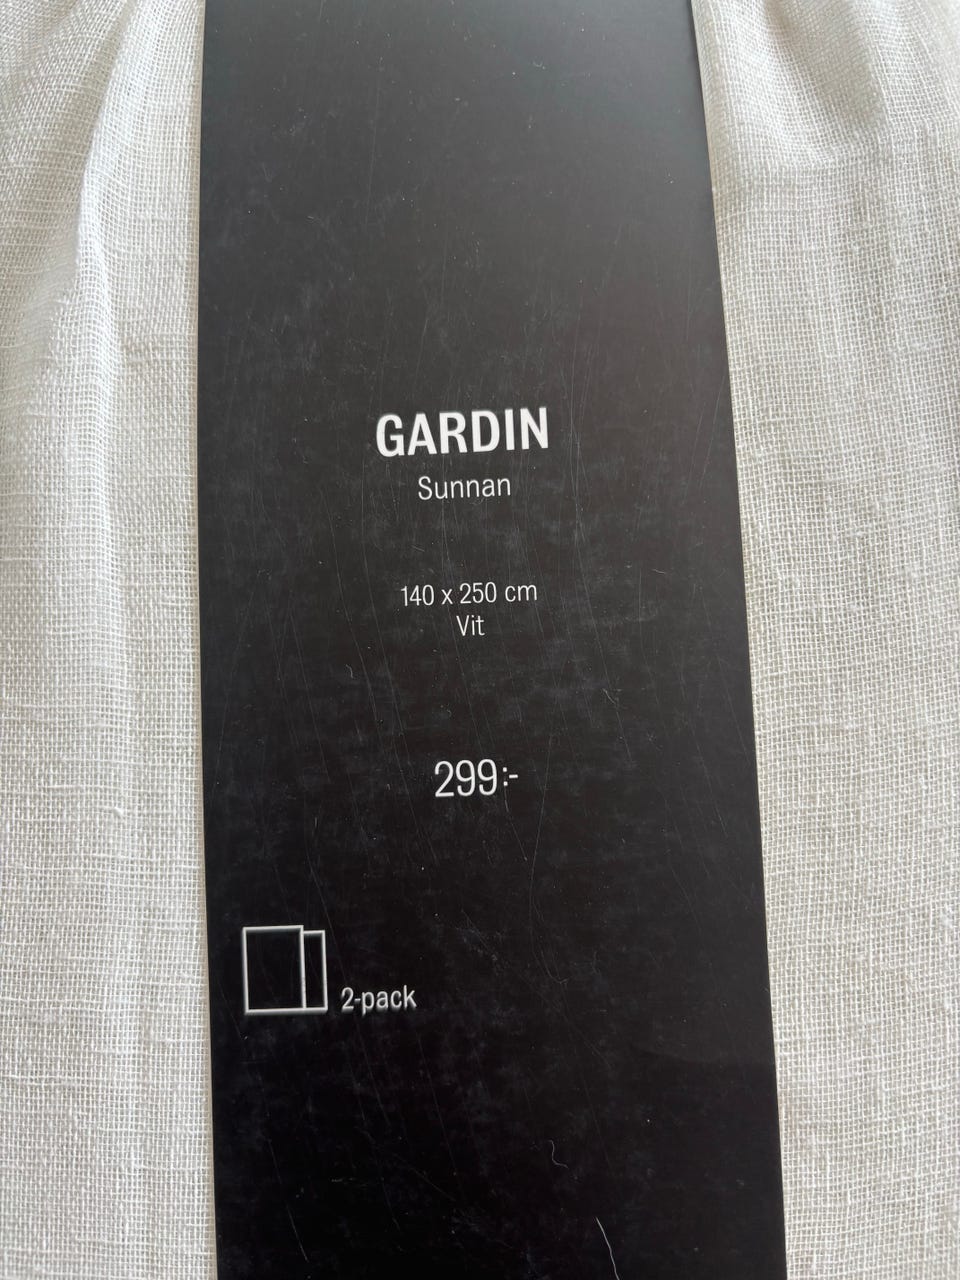 GARDIN
Sunnan
140 x 250 cm
Vit
299:-
2-pack